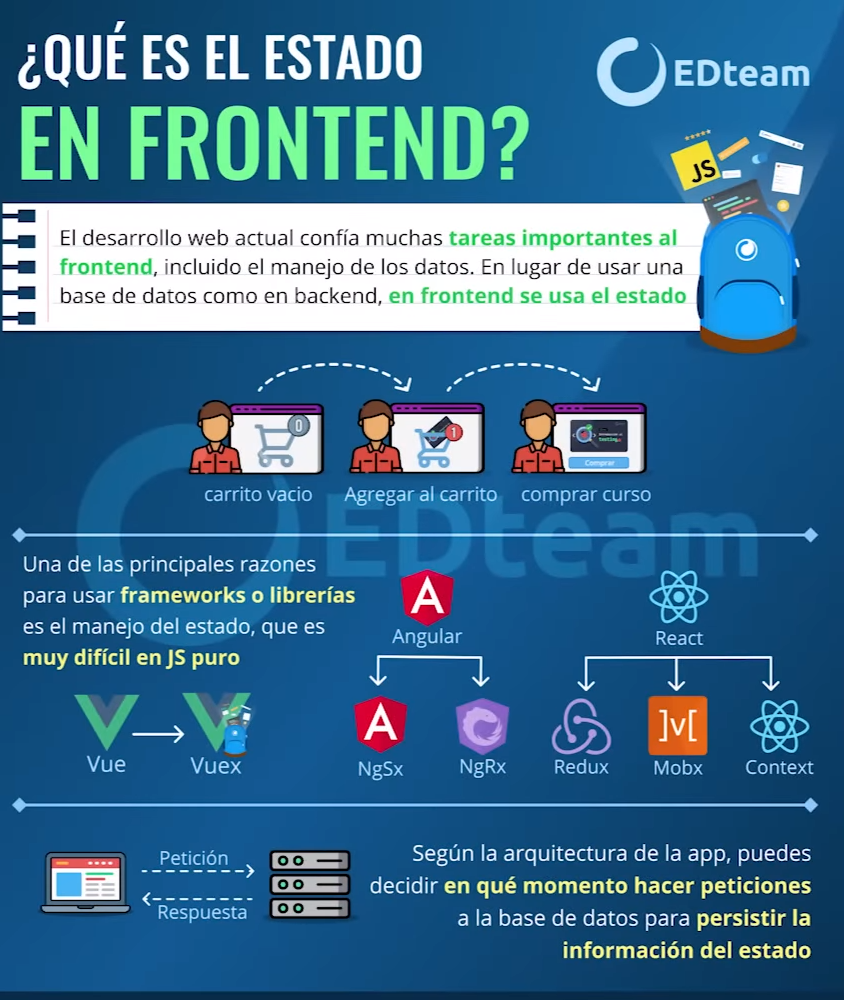 ¿QUÉ ES EL ESTADO
EN FRONTEND?
EDteam
JS
El desarrollo web actual confía muchas tareas importantes al
frontend, incluido el manejo de los datos. En lugar de usar una
base de datos como en backend, en frontend se usa el estado
0
1
testing
Comprar
carrito vacio
Agregar al carrito
comprar curso
EDteam
Una de las principales razones
para usar frameworks o librerías
es el manejo del estado, que es
muy difícil en JS puro
Angular
React
Vue
Vuex
NgSx
NgRx
Redux
Mobx
Context
Petición
Respuesta
Según la arquitectura de la app, puedes
decidir en qué momento hacer peticiones
a la base de datos para persistir la
información del estado